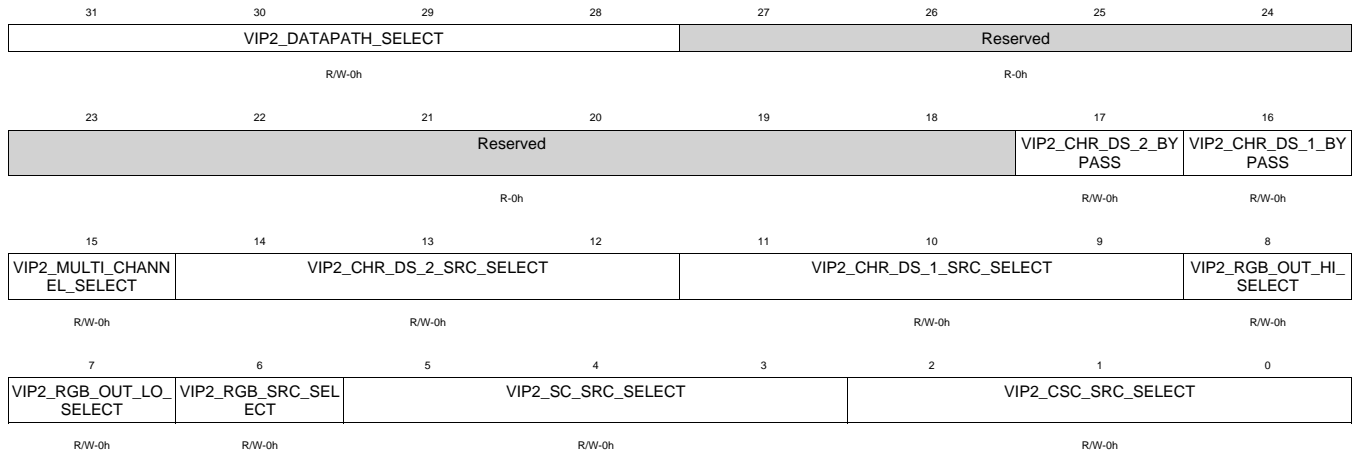 31 30 29 28 27 26 25 24
VIP2_DATAPATH_SELECT Reserved
R/W-0h R-0h
23 22 21 20 19 18 17 16
Reserved VIP2_CHR_DS_2_BY VIP2_CHR_DS_1_BY
PASS PASS
R-0h R/W-0h R/W-0h
15 14 13 12 11 10 9 8
VIP2_MULTI_CHANN VIP2_CHR_DS_2_SRC_SELECT VIP2_CHR_DS_1_SRC_SELECT VIP2_RGB_OUT_HI_
EL_SELECT SELECT
R/W-0h R/W-0h R/W-0h R/W-0h
7 6 5 4 3 2 1 0
VIP2_RGB_OUT_LO_ VIP2_RGB_SRC_SEL VIP2_SC_SRC_SELECT VIP2_CSC_SRC_SELECT
SELECT ECT
R/W-0h R/W-0h R/W-0h R/W-0h